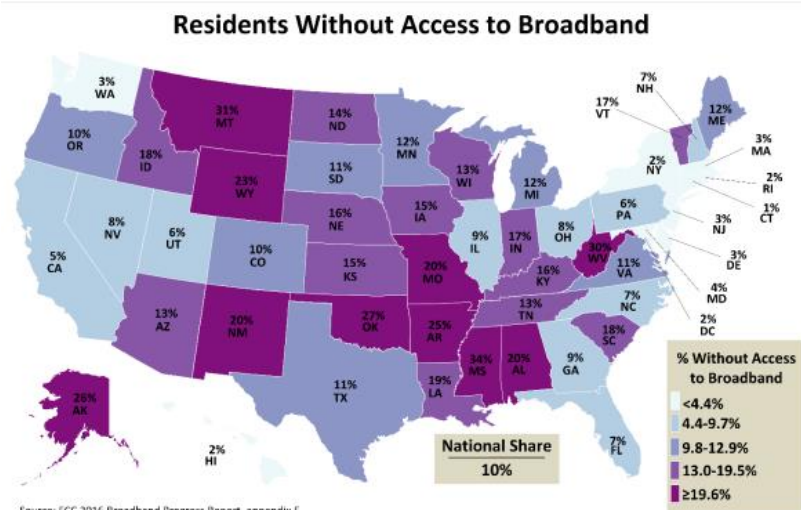 Residents Without Access to Broadband
3%
WA
31%
MT
14%
ND
12%
MN
10%
OR
18%
ID
23%
WY
11%
SD
13%
WI
12%
MI
7%
NH
17%
VT
12%
ME
3%
MA
2%
NY
2%
RI
1%
CT
3%
NJ
6%
PA
3%
DE
4%
MD
2%
DC
5%
CA
8%
NV
6%
UT
10%
CO
16%
NE
15%
IA
9%
IL
17%
IN
8%
OH
30%
WV
11%
VA
15%
KS
20%
MO
16%
KY
7%
NC
13%
TN
18%
SC
13%
AZ
20%
NM
27%
OK
25%
AR
34%
MS
20%
AL
9%
GA
11%
TX
19%
LA
7%
FL
26%
AK
2%
HI
National Share
10%
% Without Access
to Broadband
<4.4%
4.4-9.7%
9.8-12.9%
13.0-19.5%
≥19.6%